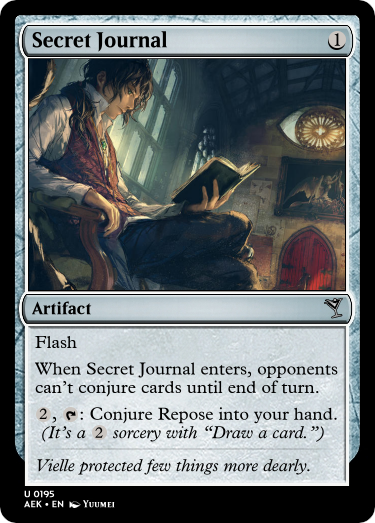 Secret Journal 1
Artifact
Flash
When Secret Journal enters, opponents
can't conjure cards until end of turn.
2, : Conjure Repose into your hand.
(It's a 2 sorcery with “Draw a card.”)
Vielle protected few things more dearly.
U 0195
AEK • EN Yuumei